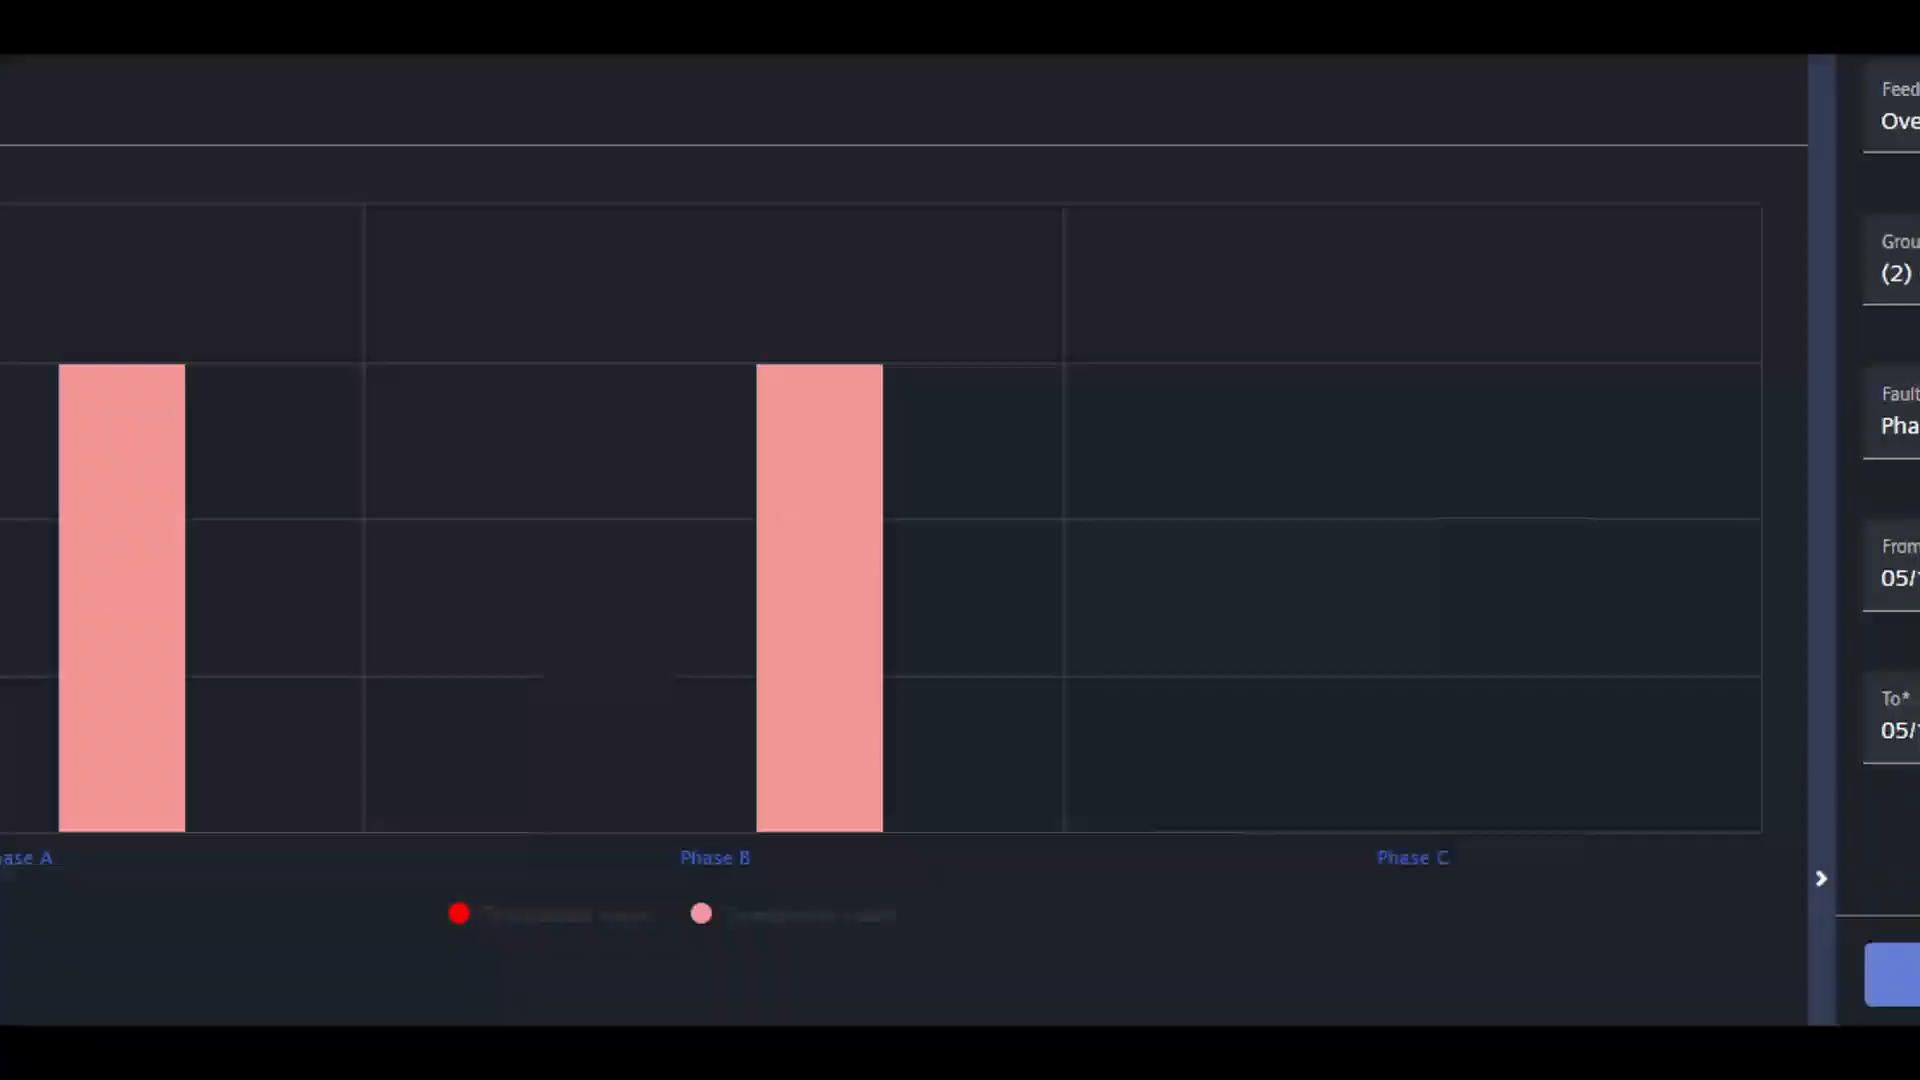 Feed
Ove
Grou
(2)
Fault
Pha
From
05/
To*
05/
ase A
Phase B
Phase C